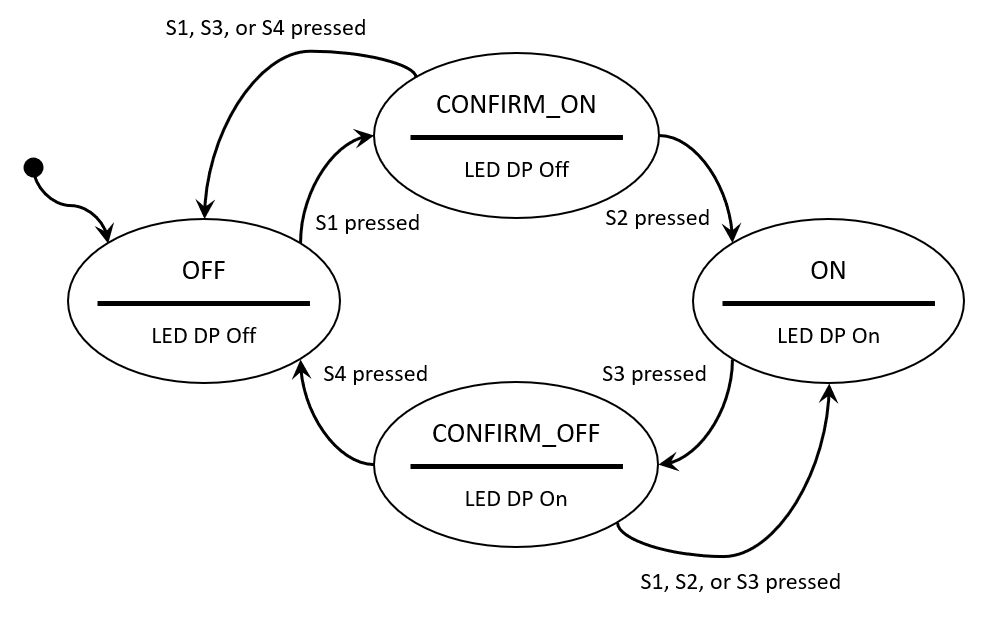 S1, S3, or S4 pressed
CONFIRM_ON
LED DP Off
S1 pressed
S2 pressed
OFF
LED DP Off
ON
LED DP On
S4 pressed
S3 pressed
CONFIRM_OFF
LED DP On
S1, S2, or S3 pressed